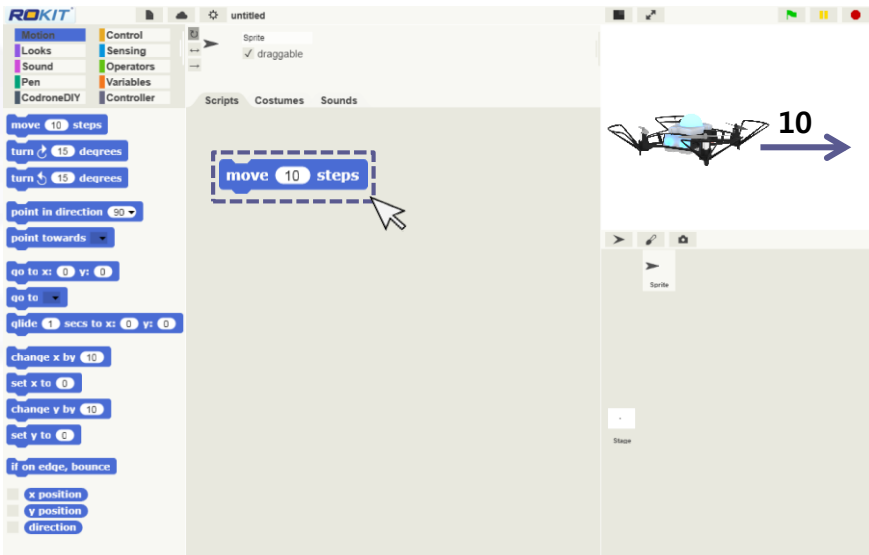 ROKIT
untitled
Motion
Control
Looks
Sensing
Sound
Operators
Pen
Variables
CodroneDIY
Controller
Sprite
draggable
Scripts Costumes Sounds
move 10 steps
turn 15 degrees
turn 15 degrees
point in direction 90
point towards
go to x: 0 y: 0
go to
glide 1 secs to x: 0 y: 0
change x by 10
set x to 0
change y by 10
set y to 0
if on edge, bounce
x position
y position
direction
move 10 steps
10
Sprite
Stage